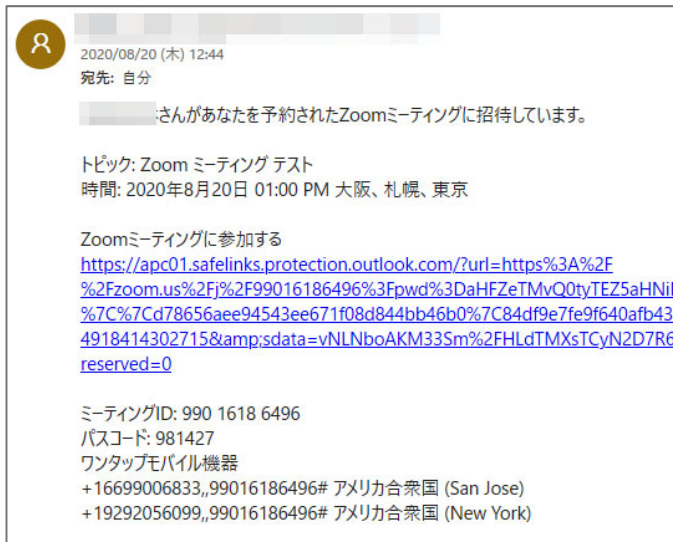 2020/08/20 (木) 12:44
宛先: 自分
さんがあなたを予約されたZoomミーティングに招待しています。
トピック: Zoom ミーティング テスト
時間: 2020年8月20日 01:00 PM 大阪、札幌、東京
Zoomミーティングに参加する
https://apc01.safelinks.protection.outlook.com/?url=https%3A%2F
%2Fzoom.us%2Fj%2F99016186496%3Fpwd%3DaHFZeTMvQ0tyTEZ5aHNi
%7C%7Cd78656aee94543ee671f08d844bb46b0%7C84df9e7fe9f640afb43
4918414302715&amp;sdata=vNLNboAKM33Sm%2FHLdTMXsTCyN2D7R6
reserved=0
ミーティングID: 990 1618 6496
パスコード: 981427
ワンタップモバイル機器
+16699006833,,99016186496# アメリカ合衆国 (San Jose)
+19292056099,,99016186496# アメリカ合衆国 (New York)